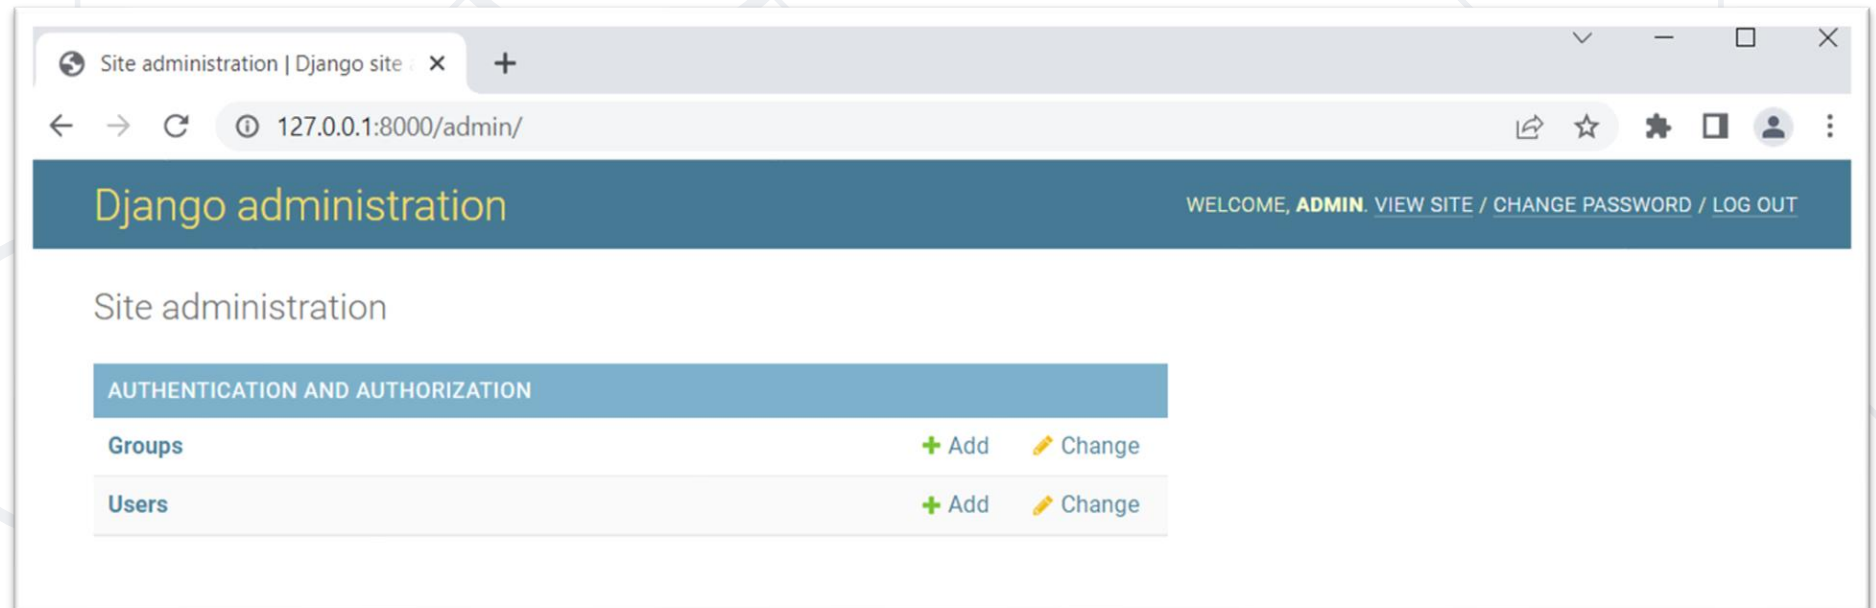 Site administration | Django site
127.0.0.1:8000/admin/
Django administration
WELCOME, ADMIN. VIEW SITE / CHANGE PASSWORD / LOG OUT
Site administration
AUTHENTICATION AND AUTHORIZATION
Groups Add Change
Users Add Change